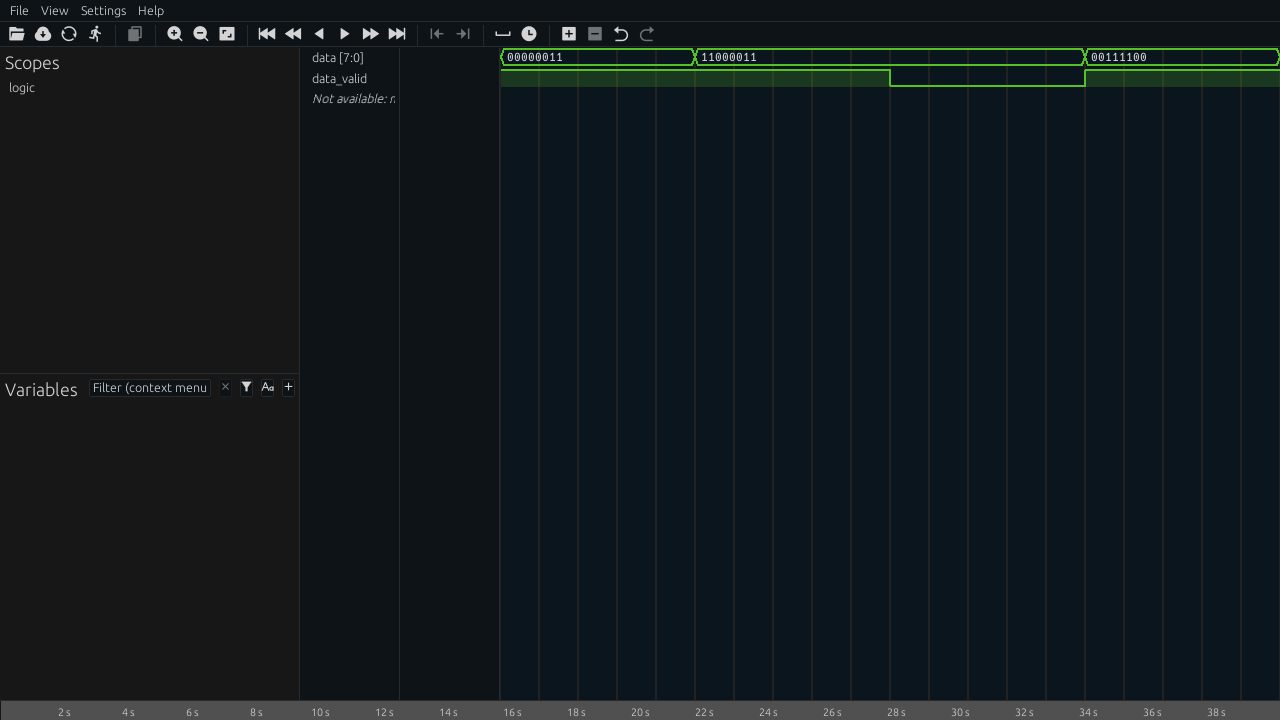 File View Settings Help
Scopes
logic
data [7:0]
data_valid
Not available: r.
00000011 11000011 00111100
Variables Filter (context menu × Aa +
2 s 4 s 6 s 8 s 10 s 12 s 14 s 16 s 18 s 20 s 22 s 24 s 26 s 28 s 30 s 32 s 34 s 36 s 38 s